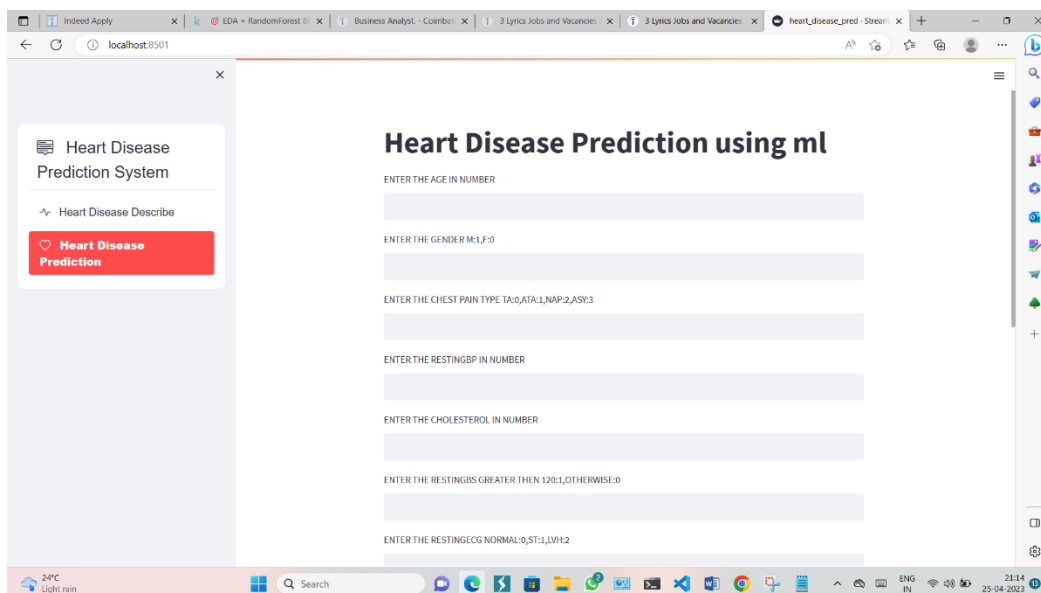 Indeed Apply
EDA + RandomForest 8
Business Analyst. - Coimba
3 Lyrics Jobs and Vacancies
3 Lyrics Jobs and Vacancies
heart_disease_pred · Stream
localhost:8501
Heart Disease
Prediction System
Heart Disease Describe
Heart Disease
Prediction
Heart Disease Prediction using ml
ENTER THE AGE IN NUMBER
ENTER THE GENDER M:1,F:0
ENTER THE CHEST PAIN TYPE TA:0,ATA:1,NAP:2,ASY:3
ENTER THE RESTINGBP IN NUMBER
ENTER THE CHOLESTEROL IN NUMBER
ENTER THE RESTINGBS GREATER THEN 120:1,OTHERWISE:0
ENTER THE RESTINGECG NORMAL:0,ST:1,LVH:2
24°C
Light rain
Search
2
ENG
IN
21:14
25-04-2023
13